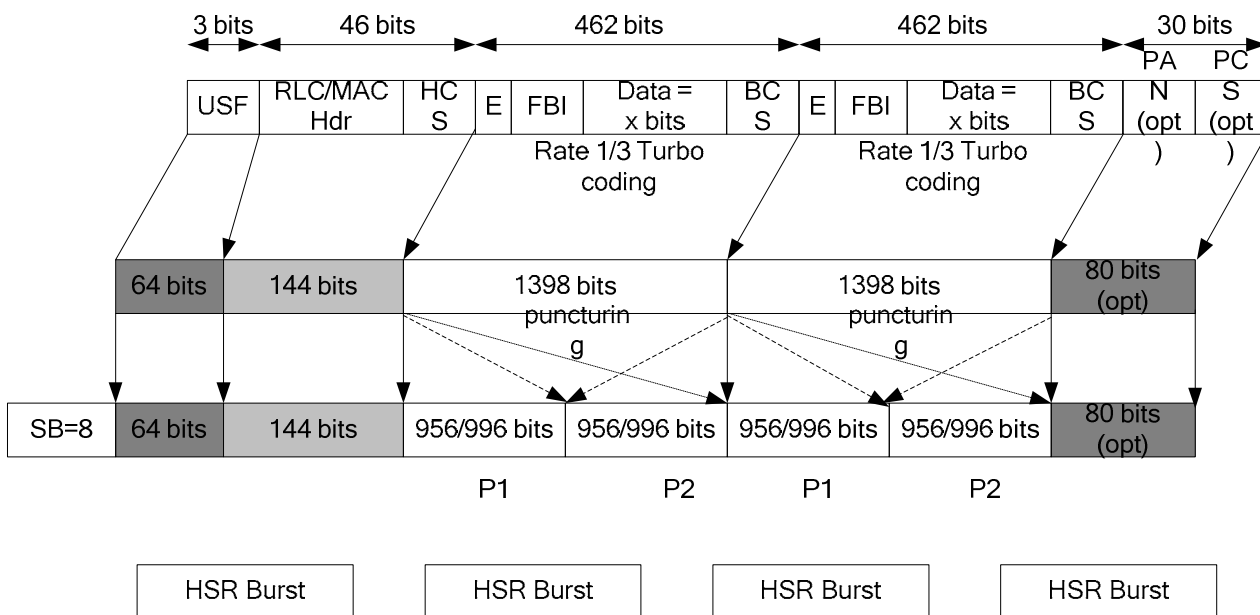 3 bits 46 bits 462 bits 462 bits 30 bits
USF
RLC/MAC
Hdr
HC
S
E
FBI
Data =
x bits
BC
S
E
FBI
Data =
x bits
BC
S
PA
N
(opt
)
PC
S
(opt
)
Rate 1/3 Turbo
coding
Rate 1/3 Turbo
coding
64 bits
144 bits
1398 bits
puncturin
g
1398 bits
puncturin
g
80 bits
(opt)
SB=8
64 bits
144 bits
956/996 bits
956/996 bits
956/996 bits
956/996 bits
80 bits
(opt)
P1 P2 P1 P2
HSR Burst HSR Burst HSR Burst HSR Burst